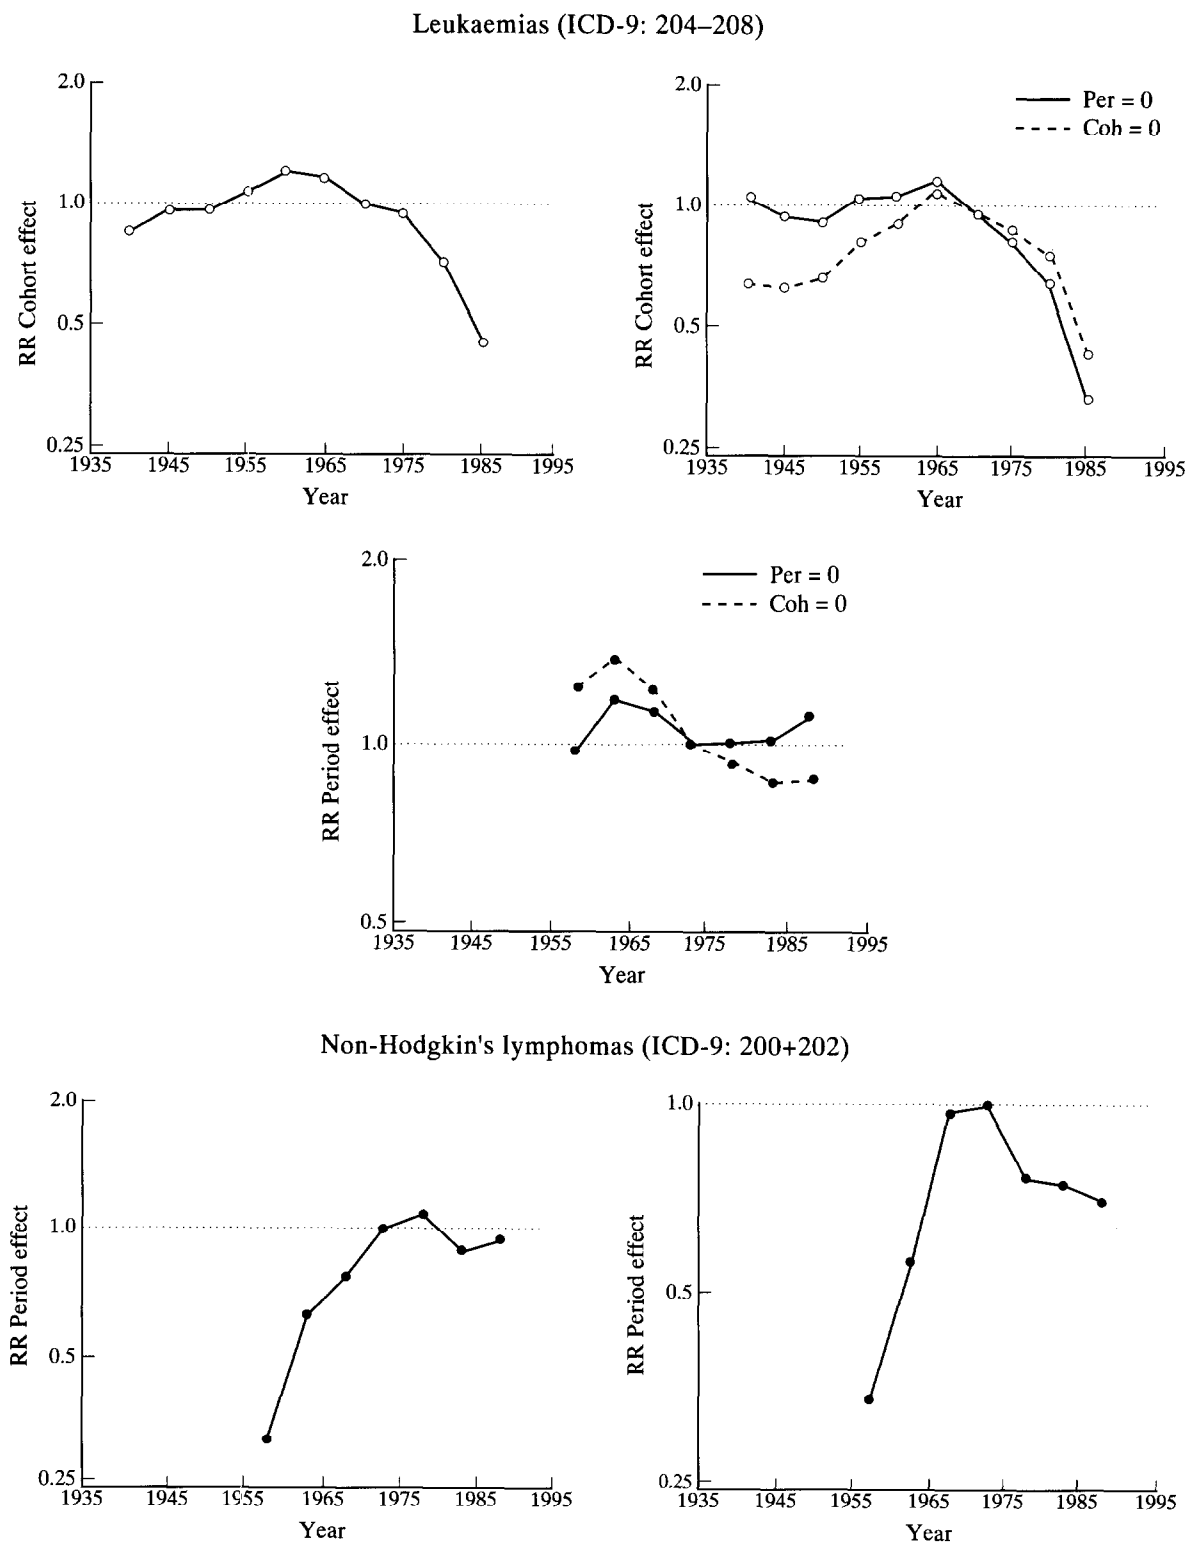 Leukaemias (ICD-9: 204–208)
2.0
1.0
0.5
0.25
RR Cohort effect
1935 1945 1955 1965 1975 1985 1995
Year
Per = 0
Coh = 0
2.0
1.0
0.5
0.25
RR Cohort effect
1935 1945 1955 1965 1975 1985 1995
Year
Per = 0
Coh = 0
2.0
1.0
0.5
RR Period effect
1935 1945 1955 1965 1975 1985 1995
Year
Non-Hodgkin's lymphomas (ICD-9: 200+202)
2.0
1.0
0.5
0.25
RR Period effect
1935 1945 1955 1965 1975 1985 1995
Year
1.0
0.5
0.25
RR Period effect
1935 1945 1955 1965 1975 1985 1995
Year